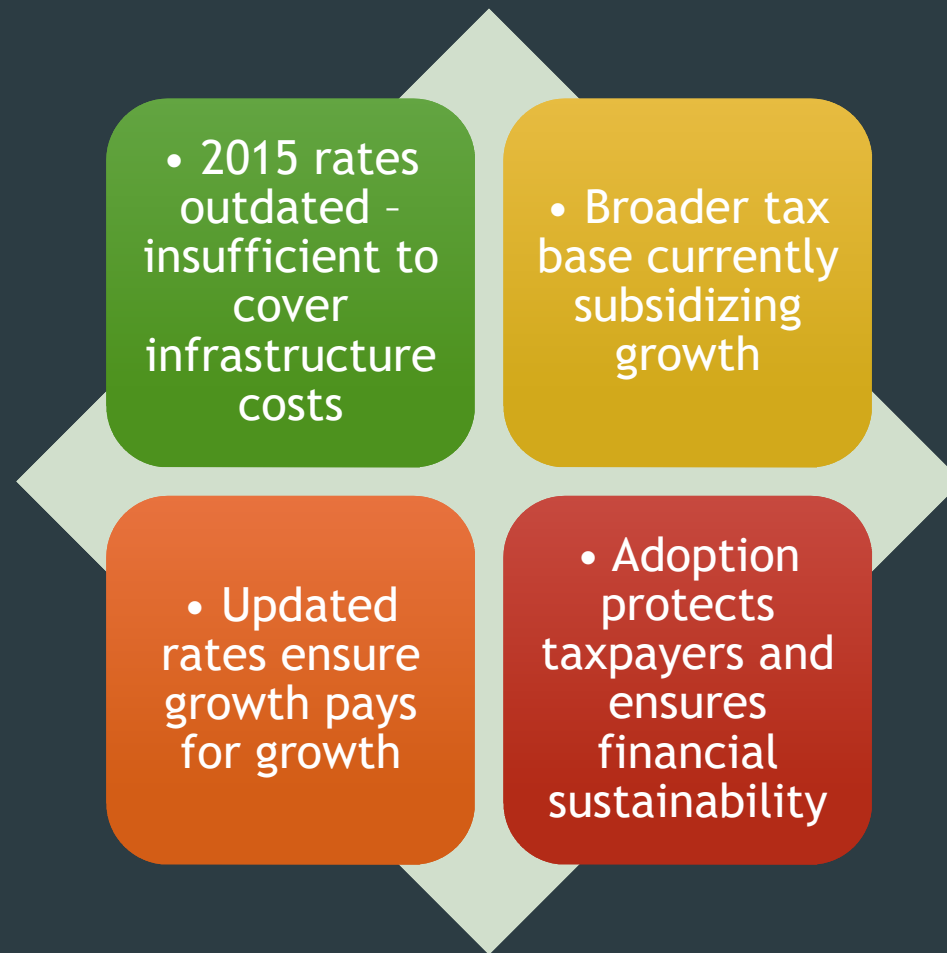 • 2015 rates
outdated –
insufficient to
cover
infrastructure
costs
• Broader tax
base currently
subsidizing
growth
• Updated
rates ensure
growth pays
for growth
• Adoption
protects
taxpayers and
ensures
financial
sustainability